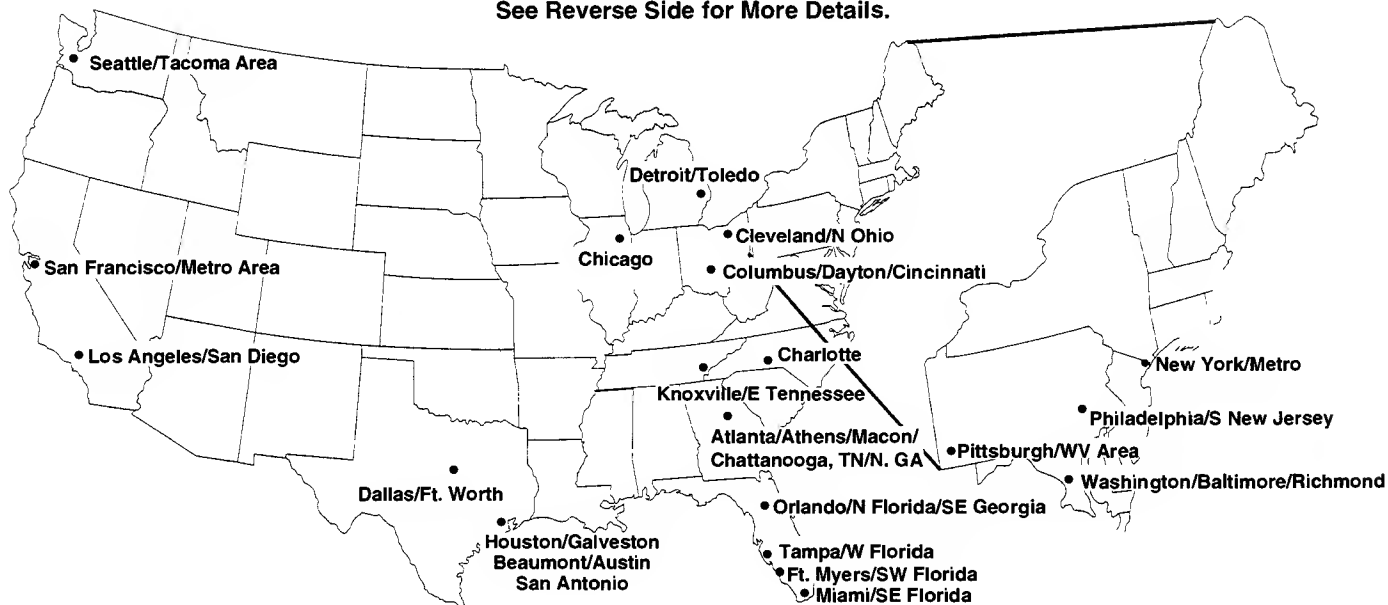 See Reverse Side for More Details.
Seattle/Tacoma Area
Detroit/Toledo
Cleveland/N Ohio
Chicago
Columbus/Dayton/Cincinnati
San Francisco/Metro Area
Los Angeles/San Diego
Charlotte
New York/Metro
Knoxville/E Tennessee
Philadelphia/S New Jersey
Atlanta/Athens/Macon/
Chattanooga, TN/N. GA
Pittsburgh/WV Area
Washington/Baltimore/Richmond
Dallas/Ft. Worth
Orlando/N Florida/SE Georgia
Houston/Galveston
Beaumont/Austin
San Antonio
Tampa/W Florida
Ft. Myers/SW Florida
Miami/SE Florida